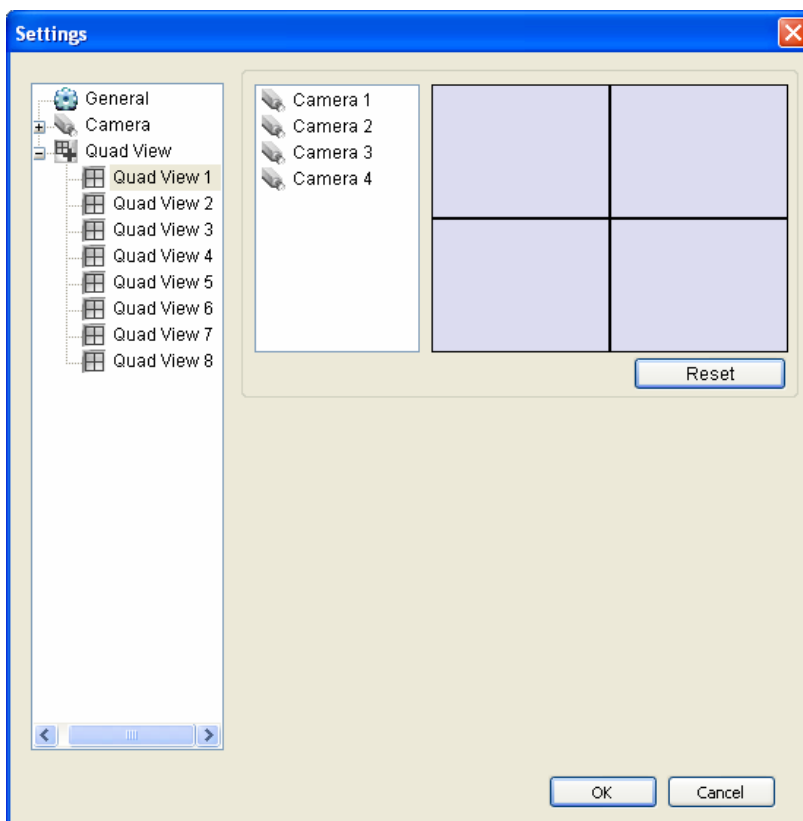 Settings
General
Camera
Quad View
Quad View 1
Quad View 2
Quad View 3
Quad View 4
Quad View 5
Quad View 6
Quad View 7
Quad View 8
Camera 1
Camera 2
Camera 3
Camera 4
Reset
OK
Cancel